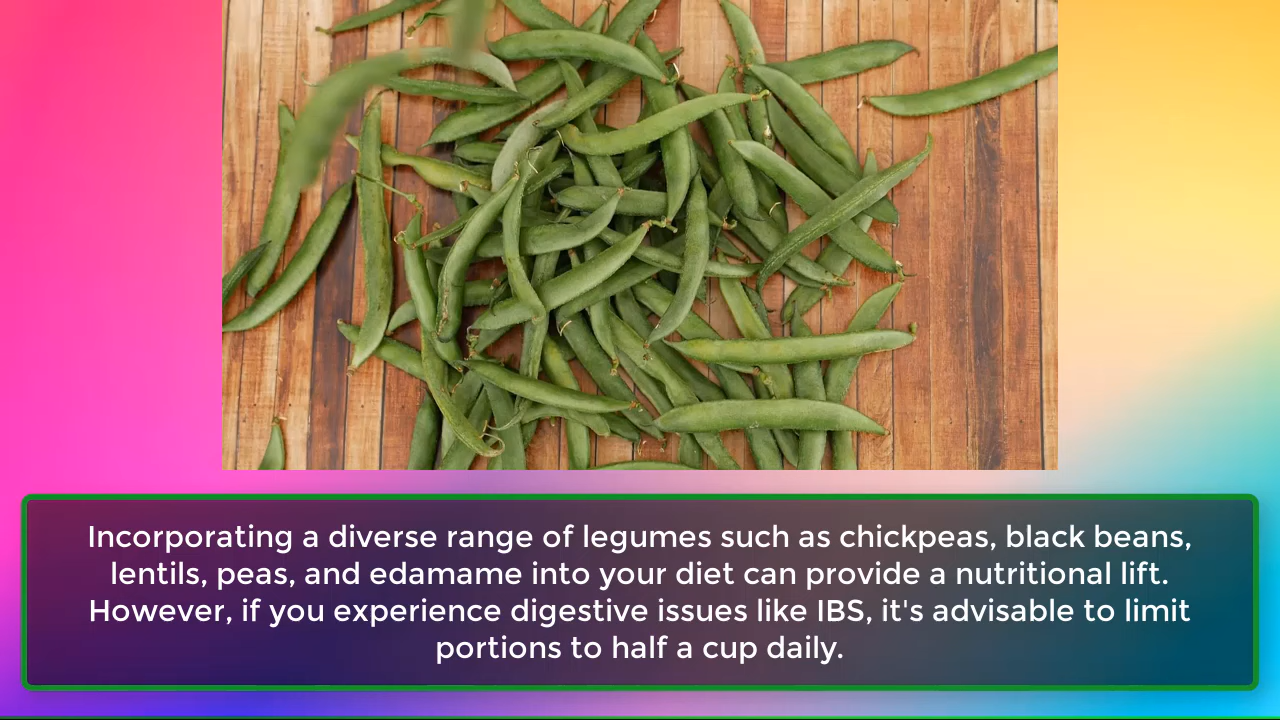 Incorporating a diverse range of legumes such as chickpeas, black beans,
lentils, peas, and edamame into your diet can provide a nutritional lift.
However, if you experience digestive issues like IBS, it's advisable to limit
portions to half a cup daily.